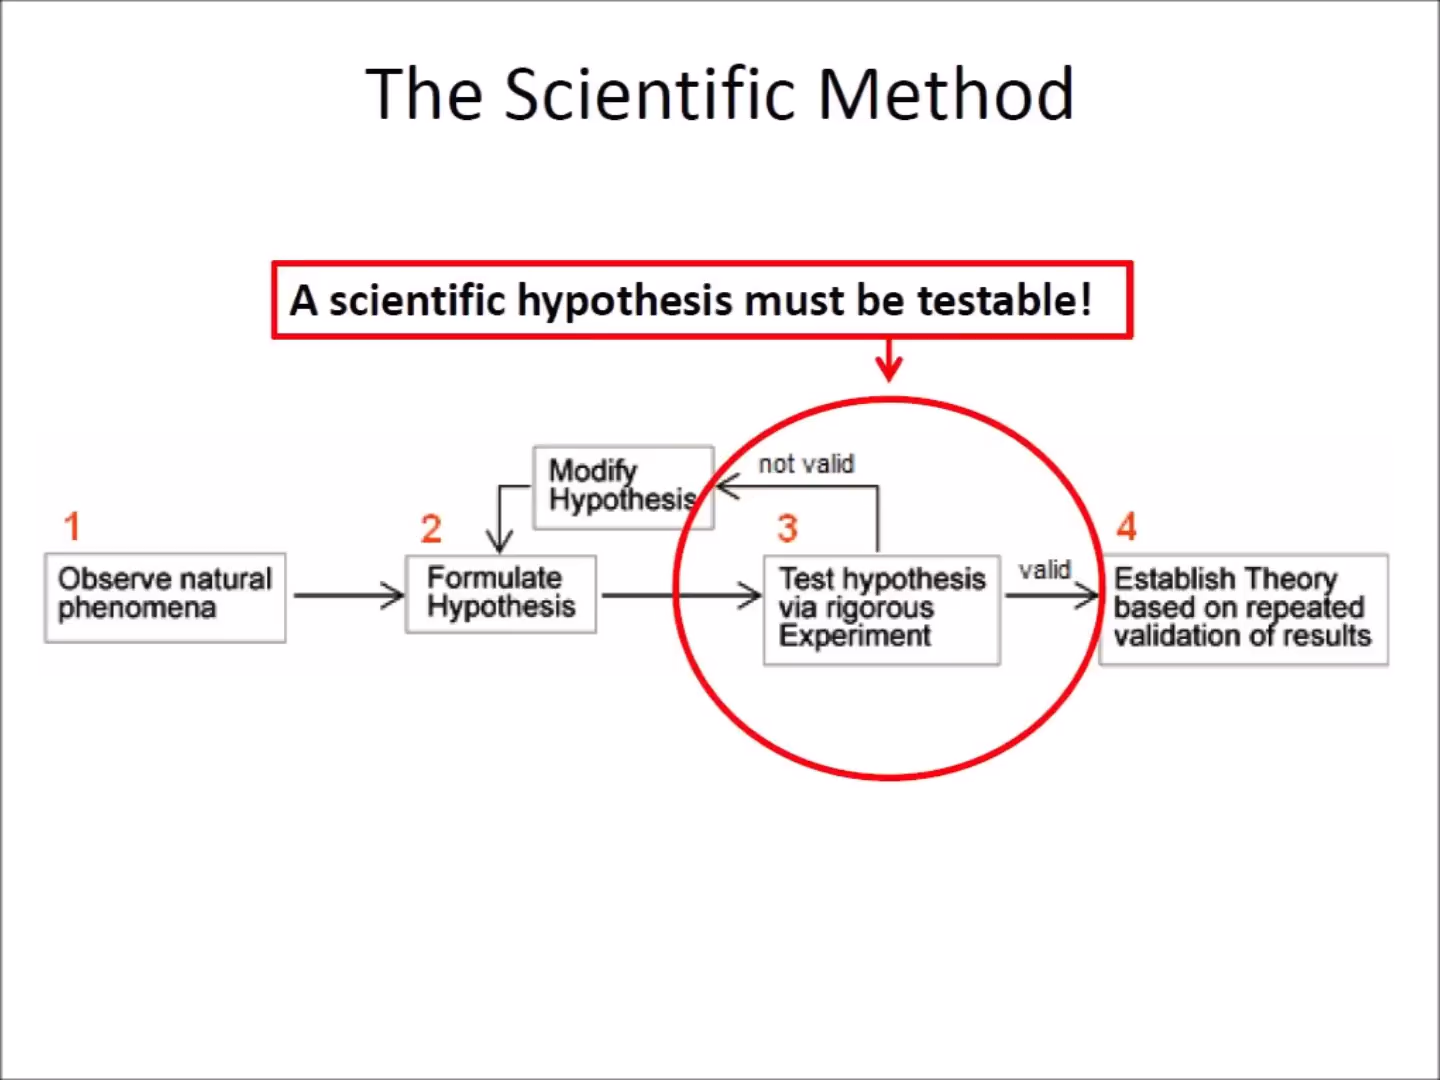 The Scientific Method
A scientific hypothesis must be testable!
Modify
Hypothesis
not valid
1
2
3
4
Observe natural
phenomena
Formulate
Hypothesis
Test hypothesis
via rigorous
Experiment
valid
Establish Theory
based on repeated
validation of results